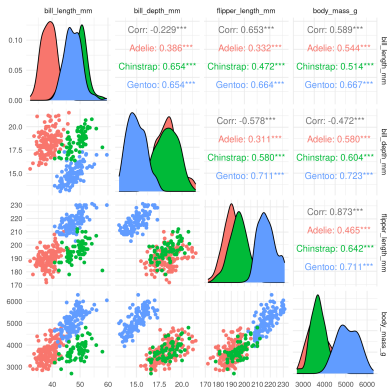 bill_length_mm bill_depth_mm flipper_length_mm body_mass_g
0.10
0.05
0.00
Corr: -0.229***
Adelie: 0.386***
Chinstrap: 0.654***
Gentoo: 0.654***
Corr: 0.653***
Adelie: 0.332***
Chinstrap: 0.472***
Gentoo: 0.664***
Corr: 0.589***
Adelie: 0.544***
Chinstrap: 0.514***
Gentoo: 0.667***
bill_length_mm
20.0
17.5
15.0
Corr: -0.578***
Adelie: 0.311***
Chinstrap: 0.580***
Gentoo: 0.711***
Corr: -0.472***
Adelie: 0.580***
Chinstrap: 0.604***
Gentoo: 0.723***
bill_depth_mm
230
220
210
200
190
180
170
Corr: 0.873***
Adelie: 0.465***
Chinstrap: 0.642***
Gentoo: 0.711***
flipper_length_mm
6000
5000
4000
3000
body_mass_g
40 50 60
15.0 17.5 20.0
170 180 190 200 210 220 230
3000 4000 5000 6000